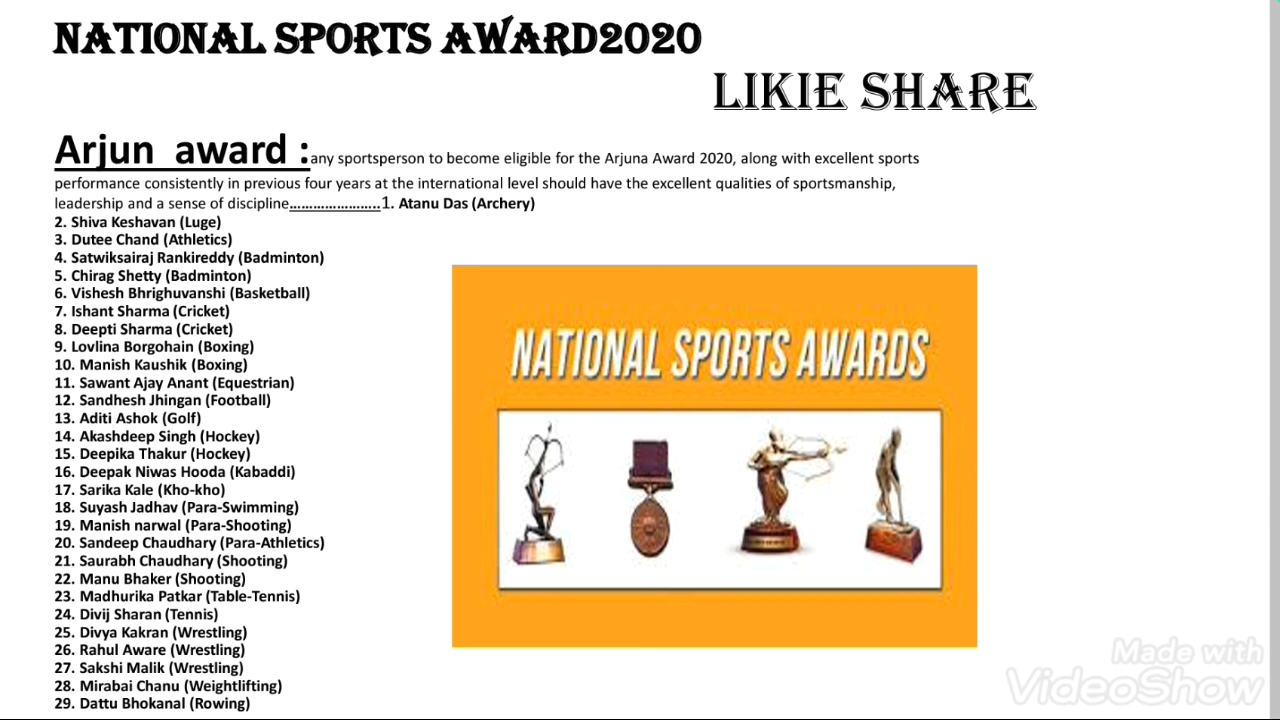 NATIONAL SPORTS AWARD2020
LIKIE SHARE
Arjun award :any sportsperson to become eligible for the Arjuna Award 2020, along with excellent sports
performance consistently in previous four years at the international level should have the excellent qualities of sportsmanship,
leadership and a sense of discipline…………………..1. Atanu Das (Archery)
2. Shiva Keshavan (Luge)
3. Dutee Chand (Athletics)
4. Satwiksairaj Rankireddy (Badminton)
5. Chirag Shetty (Badminton)
6. Vishesh Bhrighuvanshi (Basketball)
7. Ishant Sharma (Cricket)
8. Deepti Sharma (Cricket)
9. Lovlina Borgohain (Boxing)
10. Manish Kaushik (Boxing)
11. Sawant Ajay Anant (Equestrian)
12. Sandhesh Jhingan (Football)
13. Aditi Ashok (Golf)
14. Akashdeep Singh (Hockey)
15. Deepika Thakur (Hockey)
16. Deepak Niwas Hooda (Kabaddi)
17. Sarika Kale (Kho-kho)
18. Suyash Jadhav (Para-Swimming)
19. Manish narwal (Para-Shooting)
20. Sandeep Chaudhary (Para-Athletics)
21. Saurabh Chaudhary (Shooting)
22. Manu Bhaker (Shooting)
23. Madhurika Patkar (Table-Tennis)
24. Divij Sharan (Tennis)
25. Divya Kakran (Wrestling)
26. Rahul Aware (Wrestling)
27. Sakshi Malik (Wrestling)
28. Mirabai Chanu (Weightlifting)
29. Dattu Bhokanal (Rowing)
NATIONAL SPORTS AWARDS
Made with
VideoShow